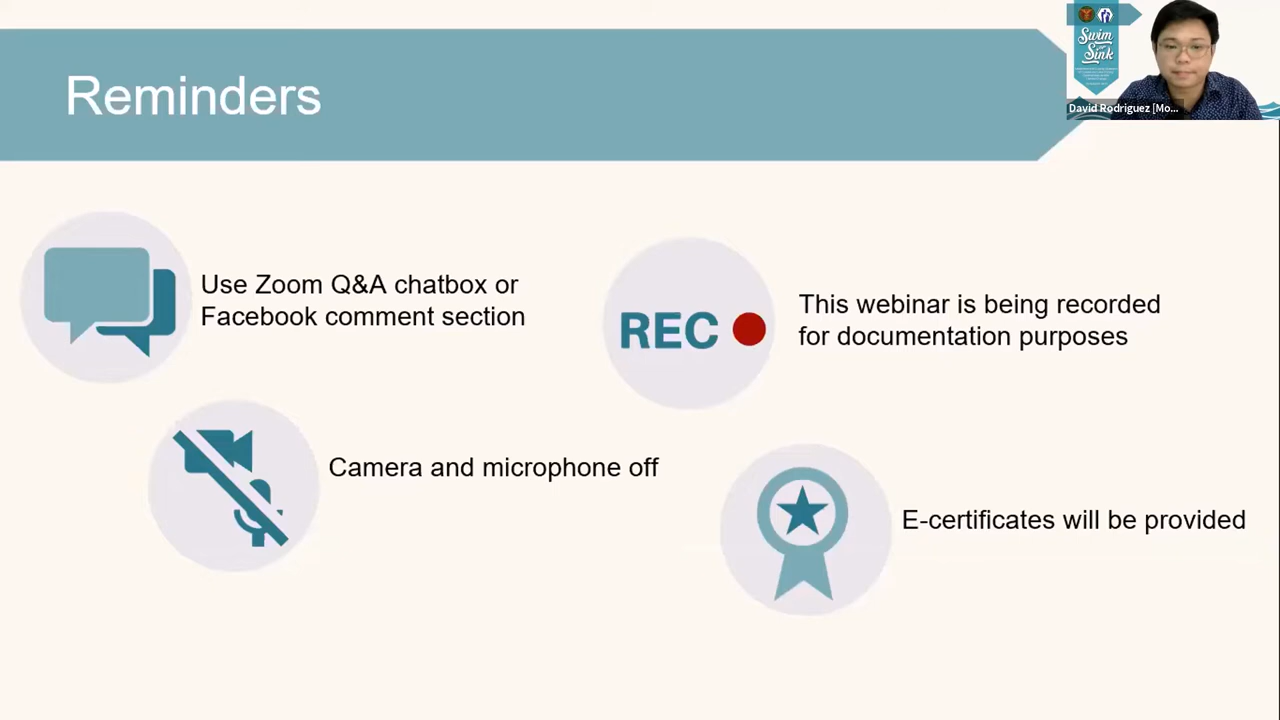 Reminders
Swim
Sink
David Rodriguez [Mo...
Use Zoom Q&A chatbox or
Facebook comment section
REC
This webinar is being recorded
for documentation purposes
Camera and microphone off
E-certificates will be provided